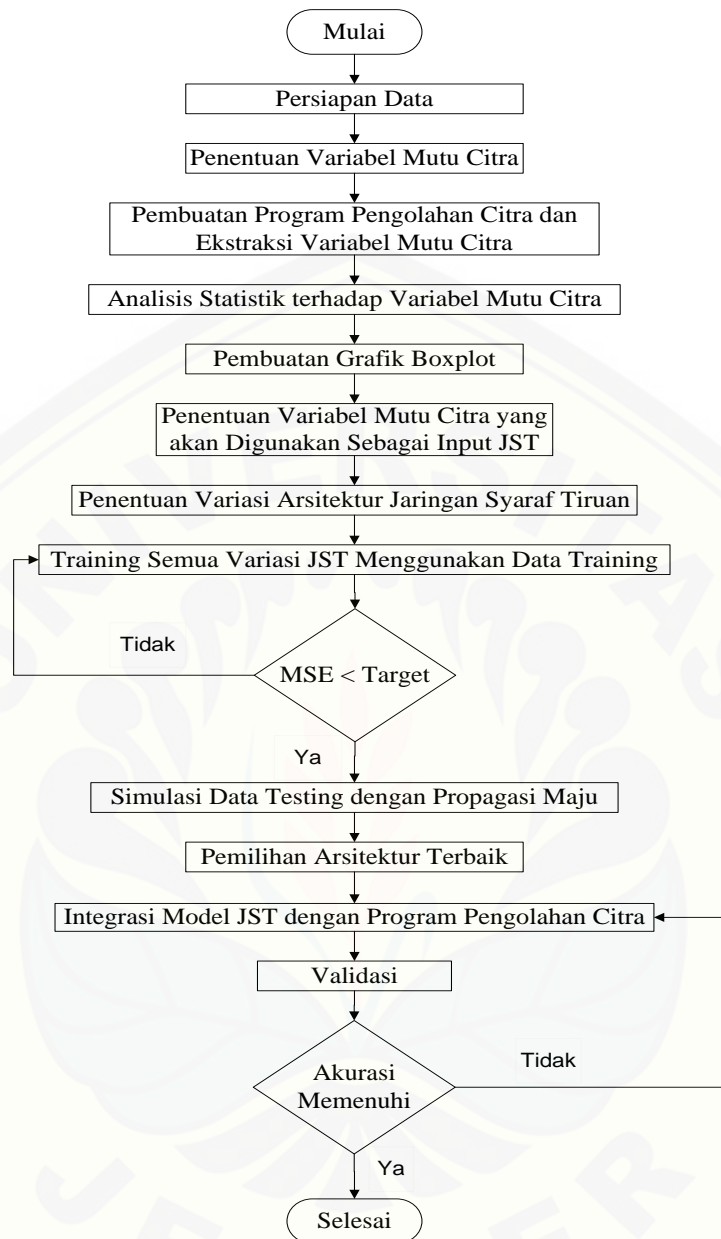 Mulai
Persiapan Data
Penentuan Variabel Mutu Citra
Pembuatan Program Pengolahan Citra dan
Ekstraksi Variabel Mutu Citra
Analisis Statistik terhadap Variabel Mutu Citra
Pembuatan Grafik Boxplot
Penentuan Variabel Mutu Citra yang
akan Digunakan Sebagai Input JST
Penentuan Variasi Arsitektur Jaringan Syaraf Tiruan
Training Semua Variasi JST Menggunakan Data Training
Tidak
MSE < Target
Ya
Simulasi Data Testing dengan Propagasi Maju
Pemilihan Arsitektur Terbaik
Integrasi Model JST dengan Program Pengolahan Citra
Validasi
Tidak
Akurasi
Memenuhi
Ya
Selesai
UNIVERSITAS
JEMBER